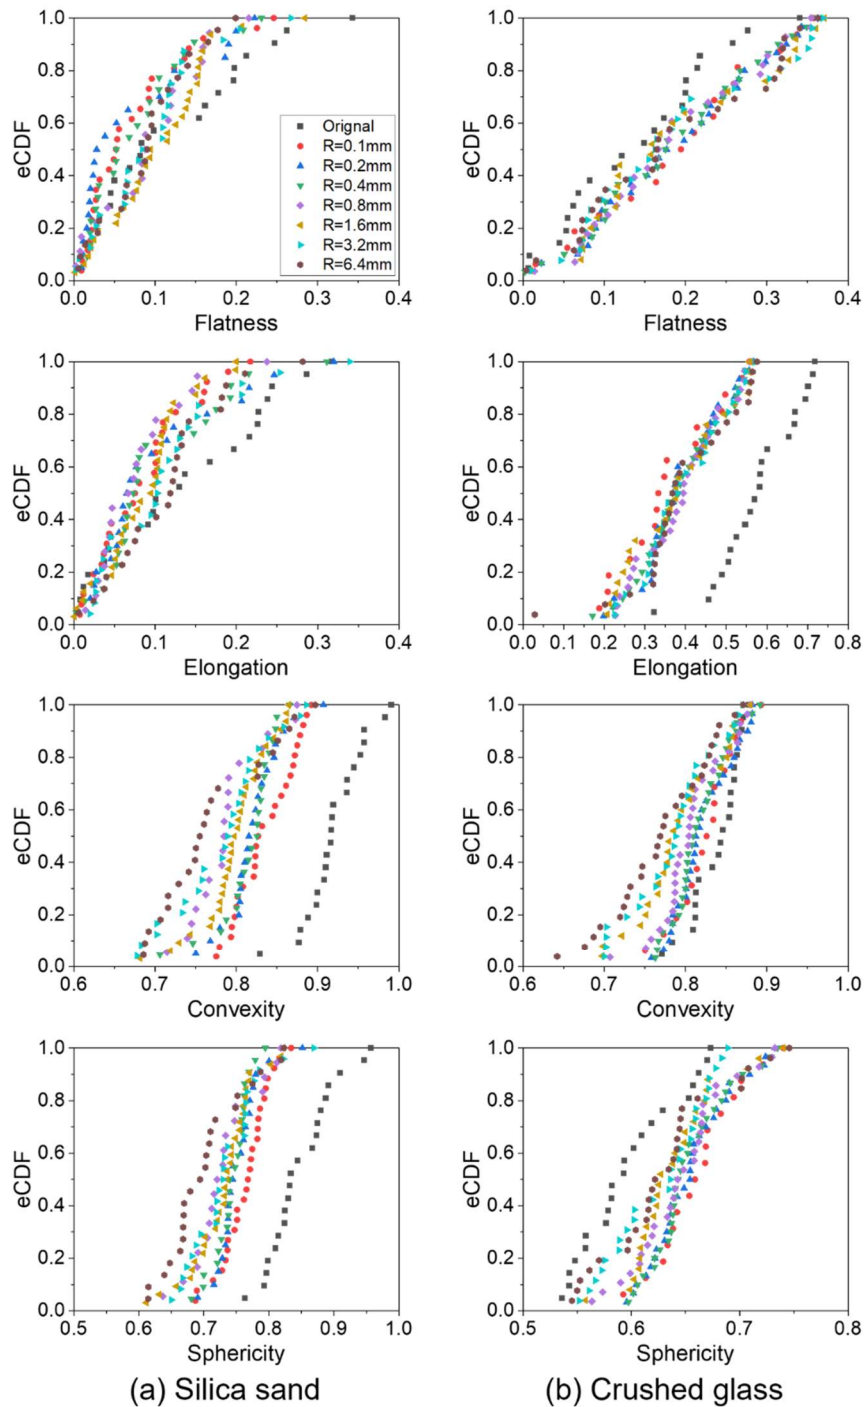 1.0
0.8
0.6
0.4
0.2
0.0
eCDF
0.0 0.1 0.2 0.3 0.4
Flatness
Orignal
R=0.1mm
R=0.2mm
R=0.4mm
R=0.8mm
R=1.6mm
R=3.2mm
R=6.4mm
1.0
0.8
0.6
0.4
0.2
0.0
eCDF
0.0 0.1 0.2 0.3 0.4
Flatness
1.0
0.8
0.6
0.4
0.2
0.0
eCDF
0.0 0.1 0.2 0.3 0.4
Elongation
1.0
0.8
0.6
0.4
0.2
0.0
eCDF
0.0 0.1 0.2 0.3 0.4 0.5 0.6 0.7 0.8
Elongation
1.0
0.8
0.6
0.4
0.2
0.0
eCDF
0.6 0.7 0.8 0.9 1.0
Convexity
1.0
0.8
0.6
0.4
0.2
0.0
eCDF
0.6 0.7 0.8 0.9 1.0
Convexity
1.0
0.8
0.6
0.4
0.2
0.0
eCDF
0.5 0.6 0.7 0.8 0.9 1.0
Sphericity
1.0
0.8
0.6
0.4
0.2
0.0
eCDF
0.5 0.6 0.7 0.8
Sphericity
(a) Silica sand
(b) Crushed glass